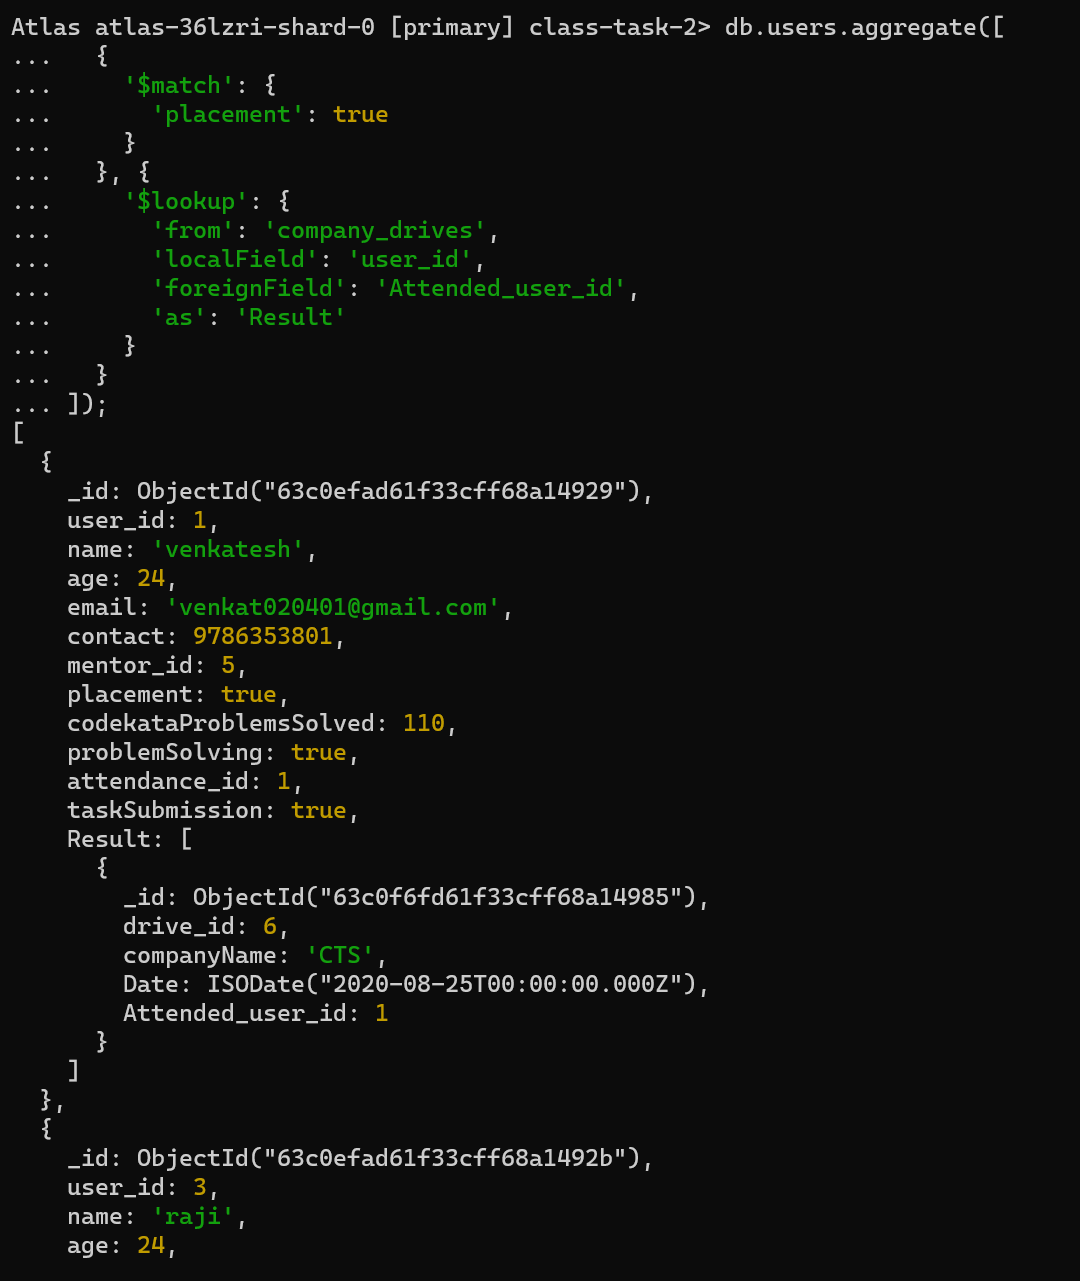 Atlas atlas-36lzri-shard-0 [primary] class-task-2> db.users.aggregate([
...   {
...     '$match': {
...       'placement': true
...     }
...   }, {
...     '$lookup': {
...       'from': 'company_drives',
...       'localField': 'user_id',
...       'foreignField': 'Attended_user_id',
...       'as': 'Result'
...     }
...   }
... ]);
[
  {
    _id: ObjectId("63c0efad61f33cff68a14929"),
    user_id: 1,
    name: 'venkatesh',
    age: 24,
    email: 'venkat020401@gmail.com',
    contact: 9786353801,
    mentor_id: 5,
    placement: true,
    codekataProblemsSolved: 110,
    problemSolving: true,
    attendance_id: 1,
    taskSubmission: true,
    Result: [
      {
        _id: ObjectId("63c0f6fd61f33cff68a14985"),
        drive_id: 6,
        companyName: 'CTS',
        Date: ISODate("2020-08-25T00:00:00.000Z"),
        Attended_user_id: 1
      }
    ]
  },
  {
    _id: ObjectId("63c0efad61f33cff68a1492b"),
    user_id: 3,
    name: 'raji',
    age: 24,